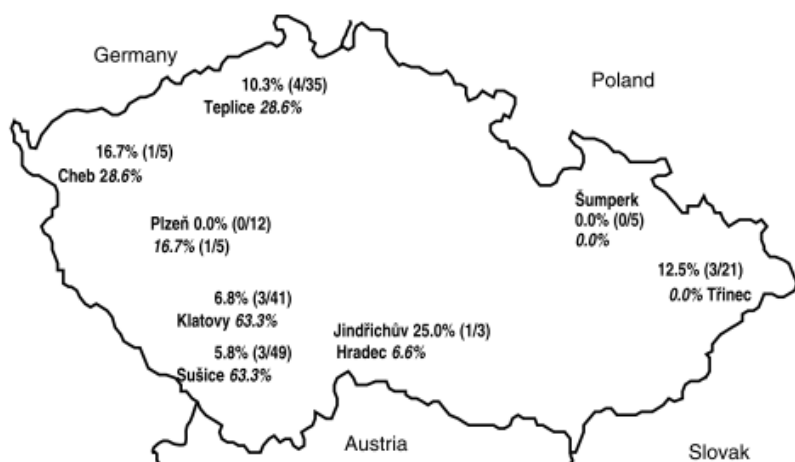 Germany
Poland
10.3% (4/35)
Teplice 28.6%
16.7% (1/5)
Cheb 28.6%
Šumperk
0.0% (0/5)
0.0%
Plzeň 0.0% (0/12)
16.7% (1/5)
12.5% (3/21)
0.0% Třinec
6.8% (3/41)
Klatovy 63.3%
Jindřichův 25.0% (1/3)
Hradec 6.6%
5.8% (3/49)
Sušice 63.3%
Austria
Slovak